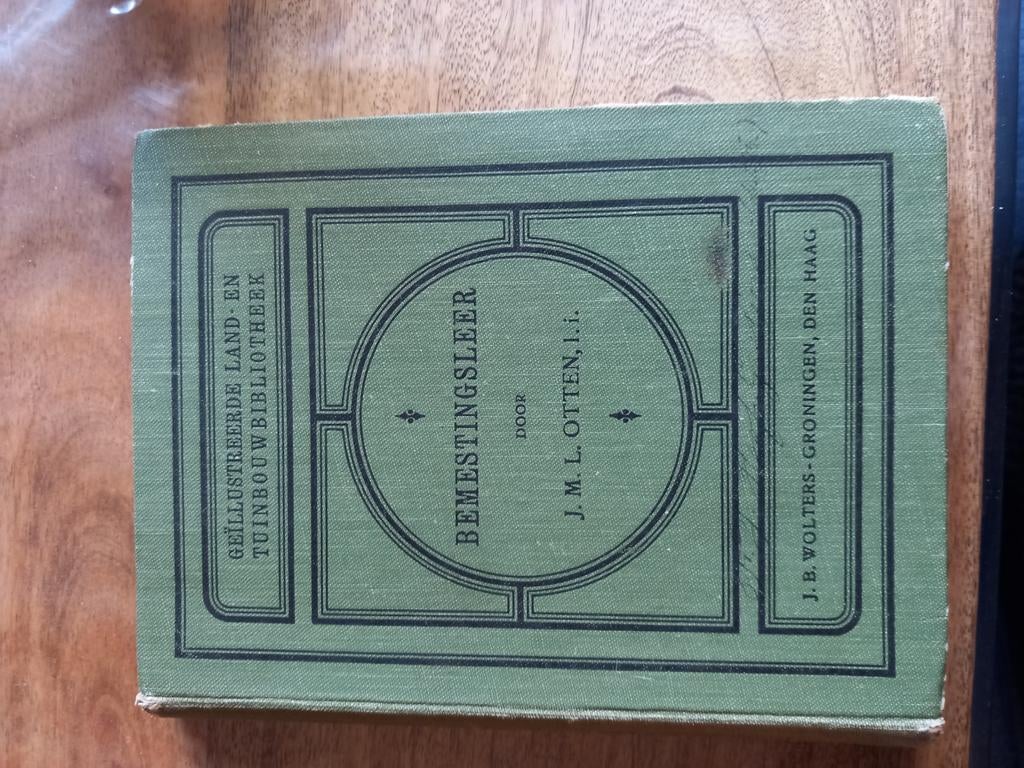 GEÏLLUSTREERDE LAND- EN
TUINBOUWBIBLIOTHEEK
BEMESTINGSLEER
DOOR
J. M. L. OTTEN, l. i.
J. B. WOLTERS - GRONINGEN, DEN HAAG